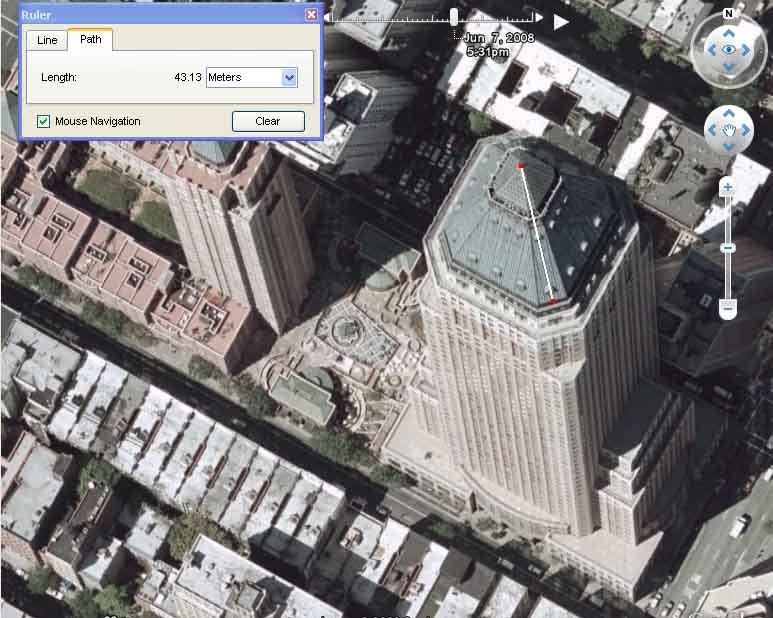 Ruler
Line
Path
Length:
43.13
Meters
Mouse Navigation
Clear
Jun 7, 2008
5:31pm
N